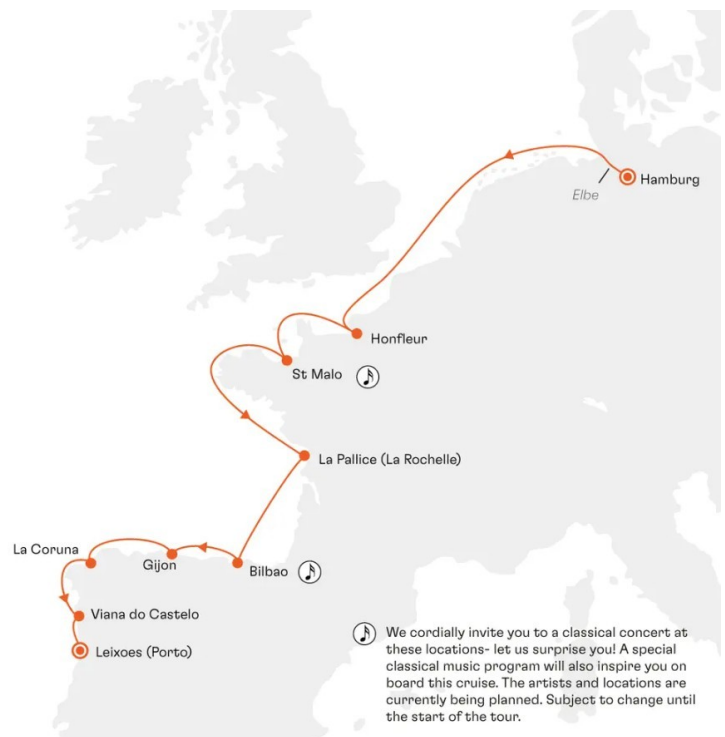 Hamburg
Elbe
Honfleur
St Malo
La Pallice (La Rochelle)
La Coruna
Gijon
Bilbao
Viana do Castelo
Leixoes (Porto)
We cordially invite you to a classical concert at
these locations- let us surprise you! A special
classical music program will also inspire you on
board this cruise. The artists and locations are
currently being planned. Subject to change until
the start of the tour.